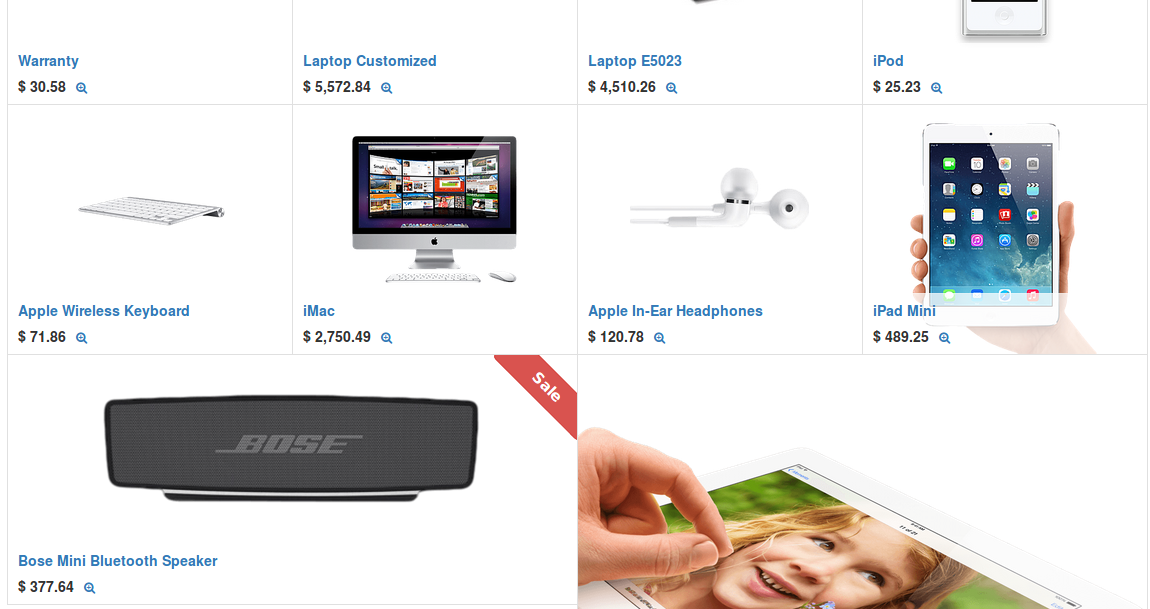 Warranty
$ 30.58
Laptop Customized
$ 5,572.84
Laptop E5023
$ 4,510.26
iPod
$ 25.23
Apple Wireless Keyboard
$ 71.86
iMac
$ 2,750.49
Apple In-Ear Headphones
$ 120.78
iPad Mini
$ 489.25
Sale
BOSE
Bose Mini Bluetooth Speaker
$ 377.64